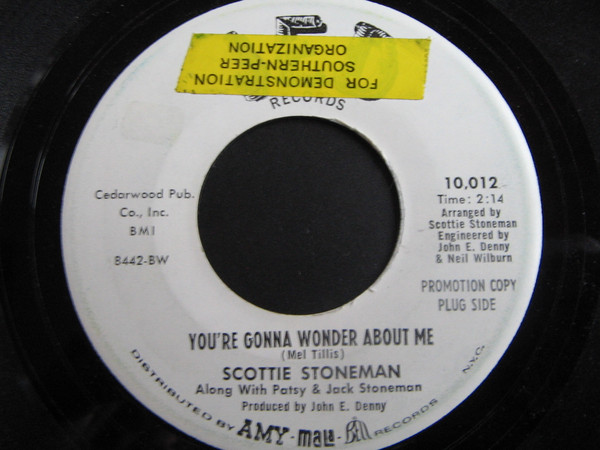 FOR DEMONSTRATION
SOUTHERN-PEER
ORGANIZATION
RECORDS
Cedarwood Pub.
Co., Inc.
BMI
8442-BW
10,012
Time: 2:14
Arranged by
Scottie Stoneman
Engineered by
John E. Denny
& Neil Wilburn
PROMOTION COPY
PLUG SIDE
YOU'RE GONNA WONDER ABOUT ME
(Mel Tillis)
SCOTTIE STONEMAN
Along With Patsy & Jack Stoneman
Produced by John E. Denny
DISTRIBUTED BY AMY - mala - Bell RECORDS N.Y.C.